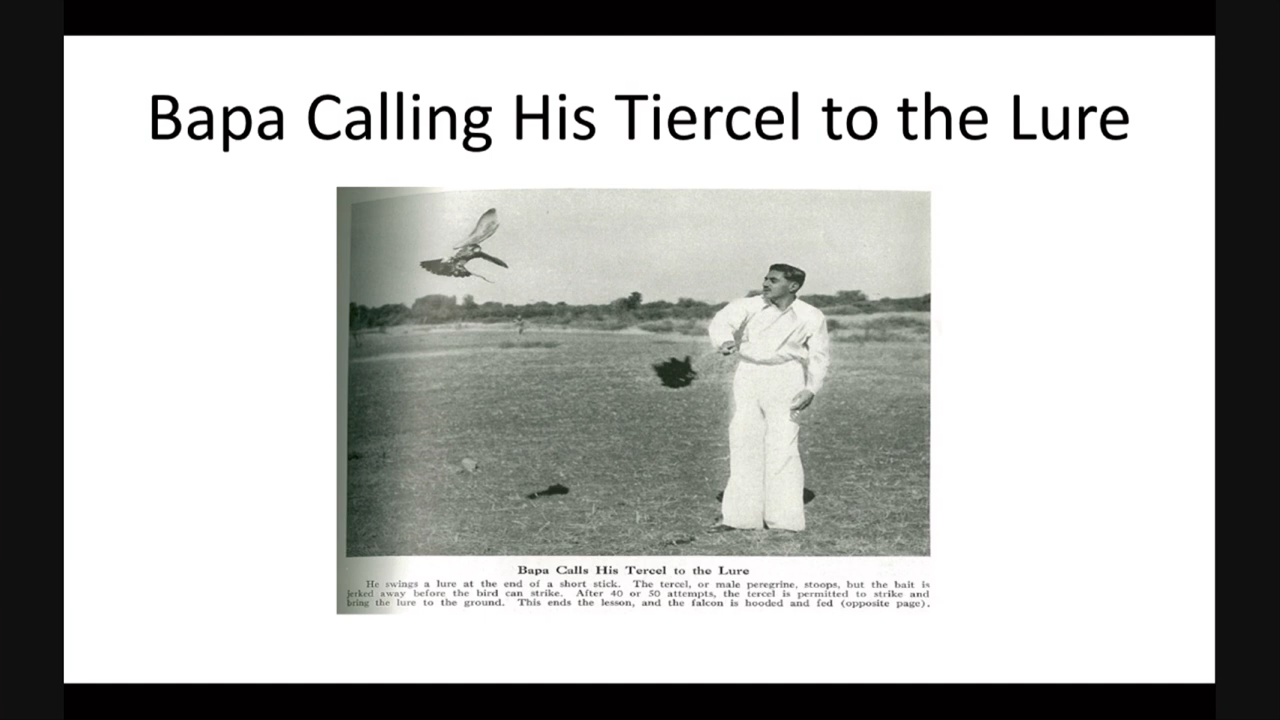 Bapa Calling His Tiercel to the Lure
Bapa Calls His Tercel to the Lure
He swings a lure at the end of a short stick. The tercel, or male peregrine, stoops, but the bait is
jerked away before the bird can strike. After 40 or 50 attempts, the tercel is permitted to strike and
bring the lure to the ground. This ends the lesson, and the falcon is hooded and fed (opposite page).